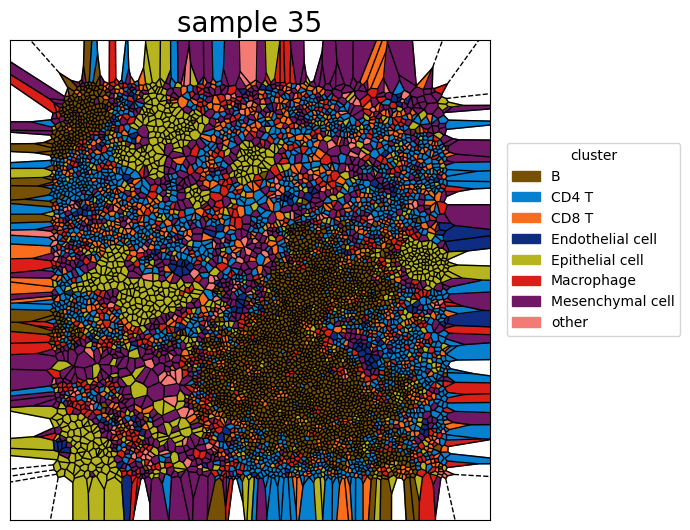 sample 35
cluster
B
CD4 T
CD8 T
Endothelial cell
Epithelial cell
Macrophage
Mesenchymal cell
other